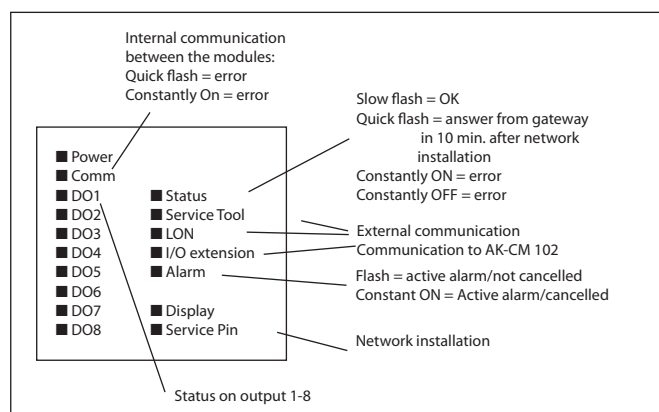 Internal communication
between the modules:
Quick flash = error
Constantly On = error
Slow flash = OK
Quick flash = answer from gateway
in 10 min. after network
installation
Constantly ON = error
Constantly OFF = error
■ Power
■ Comm
■ DO1
■ DO2
■ DO3
■ DO4
■ DO5
■ DO6
■ DO7
■ DO8
■ Status
■ Service Tool
■ LON
■ I/O extension
■ Alarm
■ Display
■ Service Pin
External communication
Communication to AK-CM 102
Flash = active alarm/not cancelled
Constant ON = Active alarm/cancelled
Network installation
Status on output 1-8